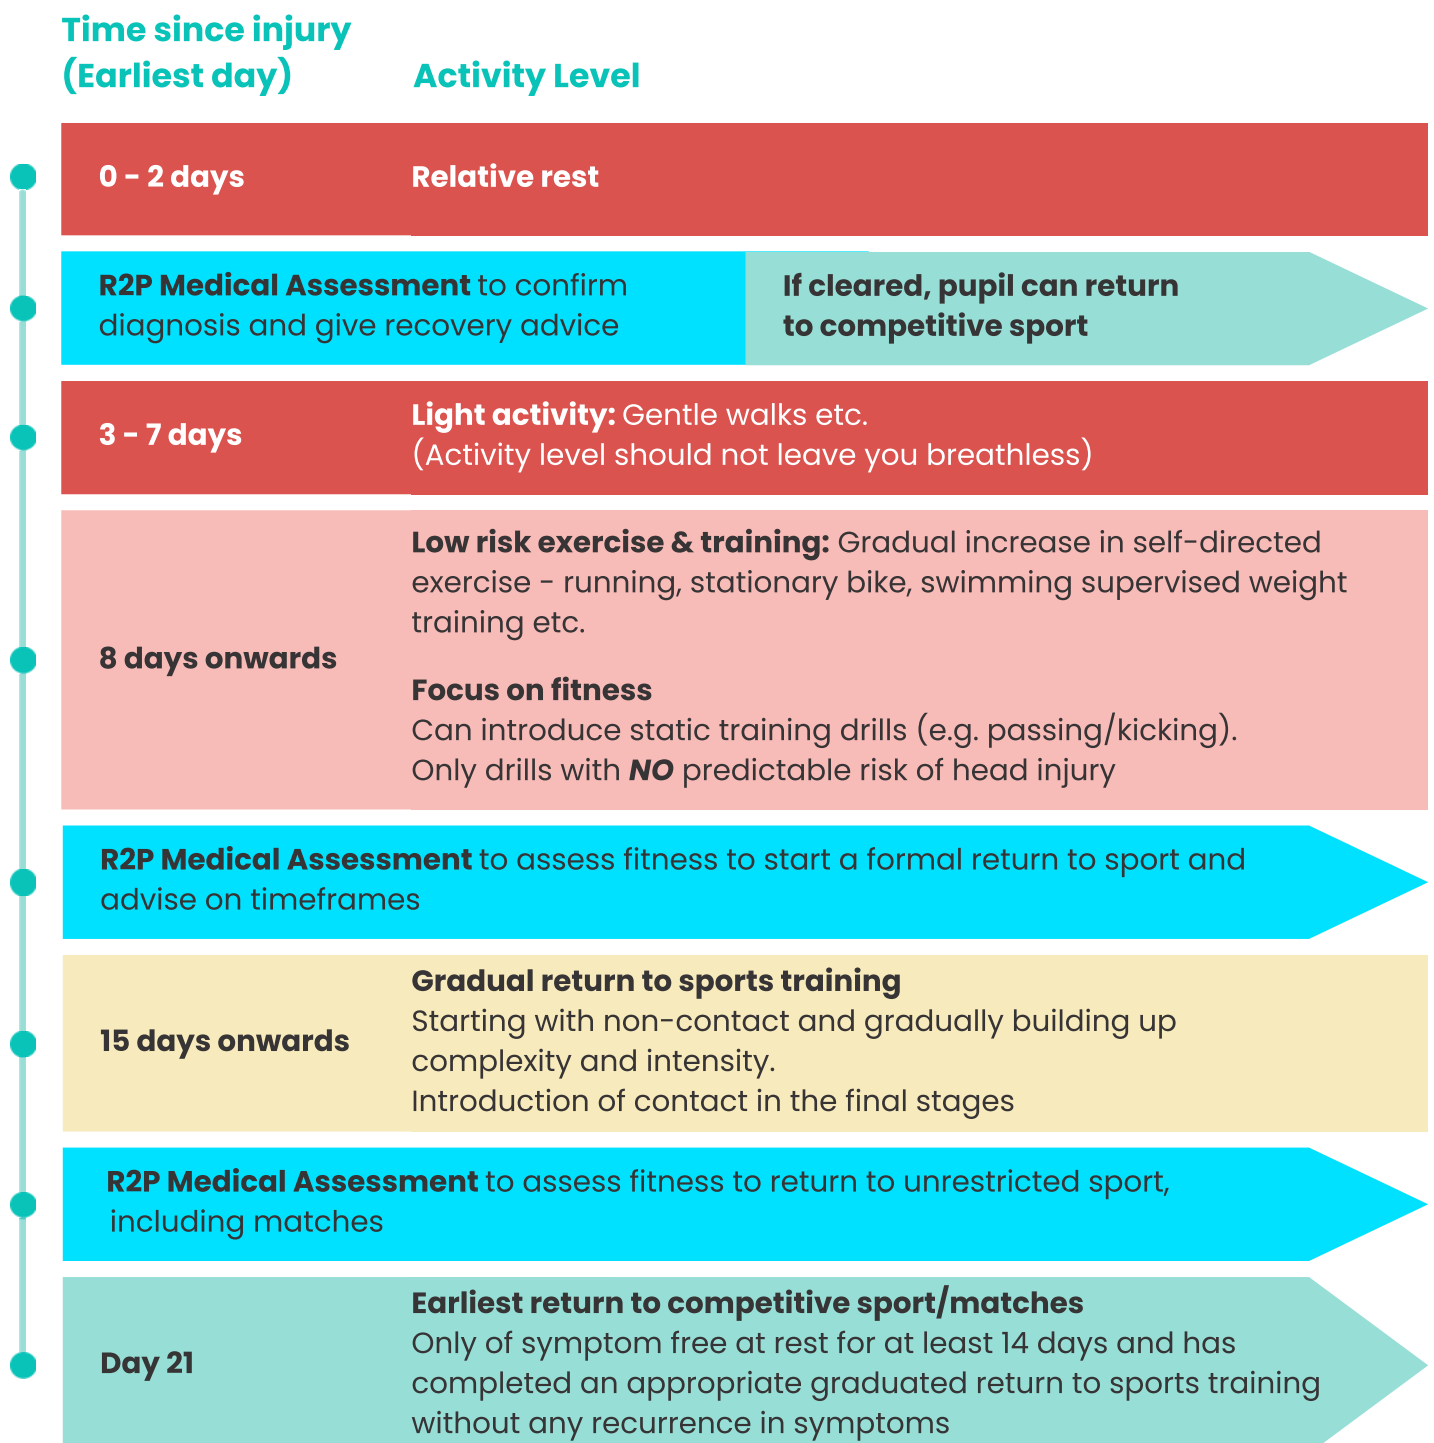 Time since injury
(Earliest day)
Activity Level
0 - 2 days
Relative rest
R2P Medical Assessment to confirm
diagnosis and give recovery advice
If cleared, pupil can return
to competitive sport
3 - 7 days
Light activity: Gentle walks etc.
(Activity level should not leave you breathless)
8 days onwards
Low risk exercise & training: Gradual increase in self-directed
exercise - running, stationary bike, swimming supervised weight
training etc.
Focus on fitness
Can introduce static training drills (e.g. passing/kicking).
Only drills with NO predictable risk of head injury
R2P Medical Assessment to assess fitness to start a formal return to sport and
advise on timeframes
15 days onwards
Gradual return to sports training
Starting with non-contact and gradually building up
complexity and intensity.
Introduction of contact in the final stages
R2P Medical Assessment to assess fitness to return to unrestricted sport,
including matches
Day 21
Earliest return to competitive sport/matches
Only of symptom free at rest for at least 14 days and has
completed an appropriate graduated return to sports training
without any recurrence in symptoms